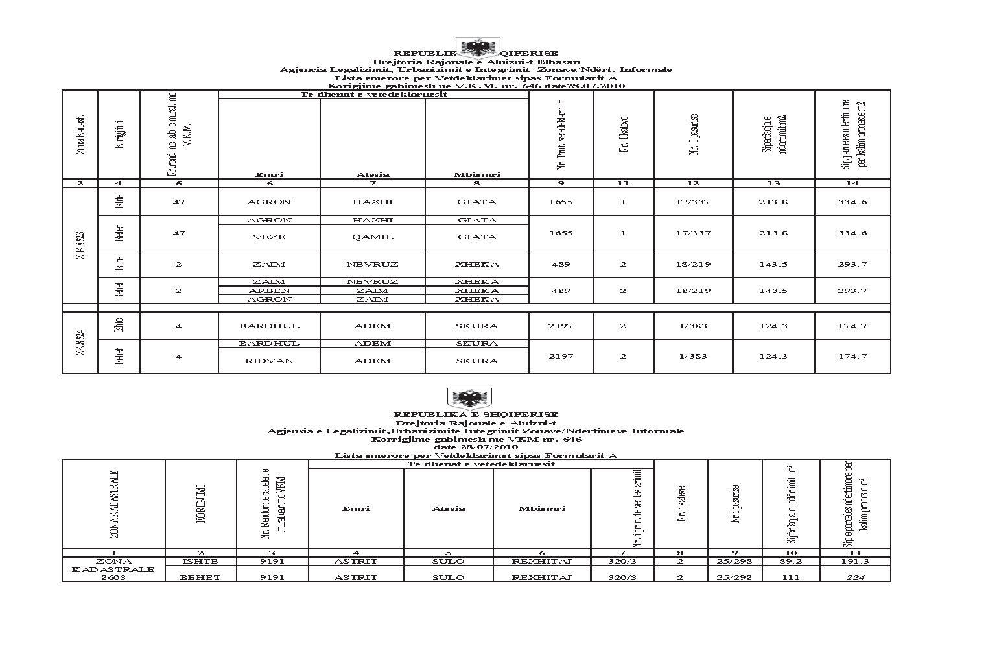 REPUBLIK QIPERISE
Drejtoria Rajonale e Aluizni-t Elbasan
Agjencia Legalizimit, Urbanizimit e Integrimit Zonave/Ndërt. Informale
Lista emerore per Vetdeklarimet sipas Formularit A
Korigjime gabimesh ne V.K.M. nr. 646 date28.07.2010
Zona Kadast.
Korigjimi
Nr.rend. ne tab. e mirat. me
V.K.M.
Te dhenat e vetedeklaruesit
Emri Atësia Mbiemri
Nr. Prot. vetedeklarimit
Nr. I kateve
Nr. I pasurise
Siperfaqja e
ndertimit m2
Sip. parceles ndertimore
per kalim pronesie m2
2 4 5 6 7 8 9 11 12 13 14
Z.K.8523
Ishte 47 AGRON HAXHI GJATA 1655 1 17/337 213.8 334.6
Behet 47 AGRON HAXHI GJATA 1655 1 17/337 213.8 334.6
VEZE QAMIL GJATA
Ishte 2 ZAIM NEVRUZ XHEKA 489 2 18/219 143.5 293.7
Behet 2 ZAIM NEVRUZ XHEKA 489 2 18/219 143.5 293.7
ARBEN ZAIM XHEKA
AGRON ZAIM XHEKA
ZK.8524
Ishte 4 BARDHUL ADEM SKURA 2197 2 1/383 124.3 174.7
Behet 4 BARDHUL ADEM SKURA 2197 2 1/383 124.3 174.7
RIDVAN ADEM SKURA
REPUBLIKA E SHQIPERISE
Drejtoria Rajonale e Aluizni-t
Agjensia e Legalizimit,Urbanizimite Integrimit Zonave/Ndertimeve Informale
Korrigjime gabimesh me VKM nr. 646
date 28/07/2010
Lista emerore per Vetdeklarimet sipas Formularit A
ZONA KADASTRALE
KORIGJIMI
Nr. Rendor ne tabelen e
miratuar me VKM
Të dhënat e vetëdeklaruesit
Emri Atësia Mbiemri
Nr. i prot. te vetdeklarimit
Nr. i kateve
Nr i pasurise
Sipërfaqja e ndërtimit m²
Sip e parceles ndertimore per
kalim pronesie m²
1 2 3 4 5 6 7 8 9 10 11
ZONA ISHTE 9191 ASTRIT SULO REXHITAJ 320/3 2 25/298 89.2 191.3
KADASTRALE
8603 BEHET 9191 ASTRIT SULO REXHITAJ 320/3 2 25/298 111 224